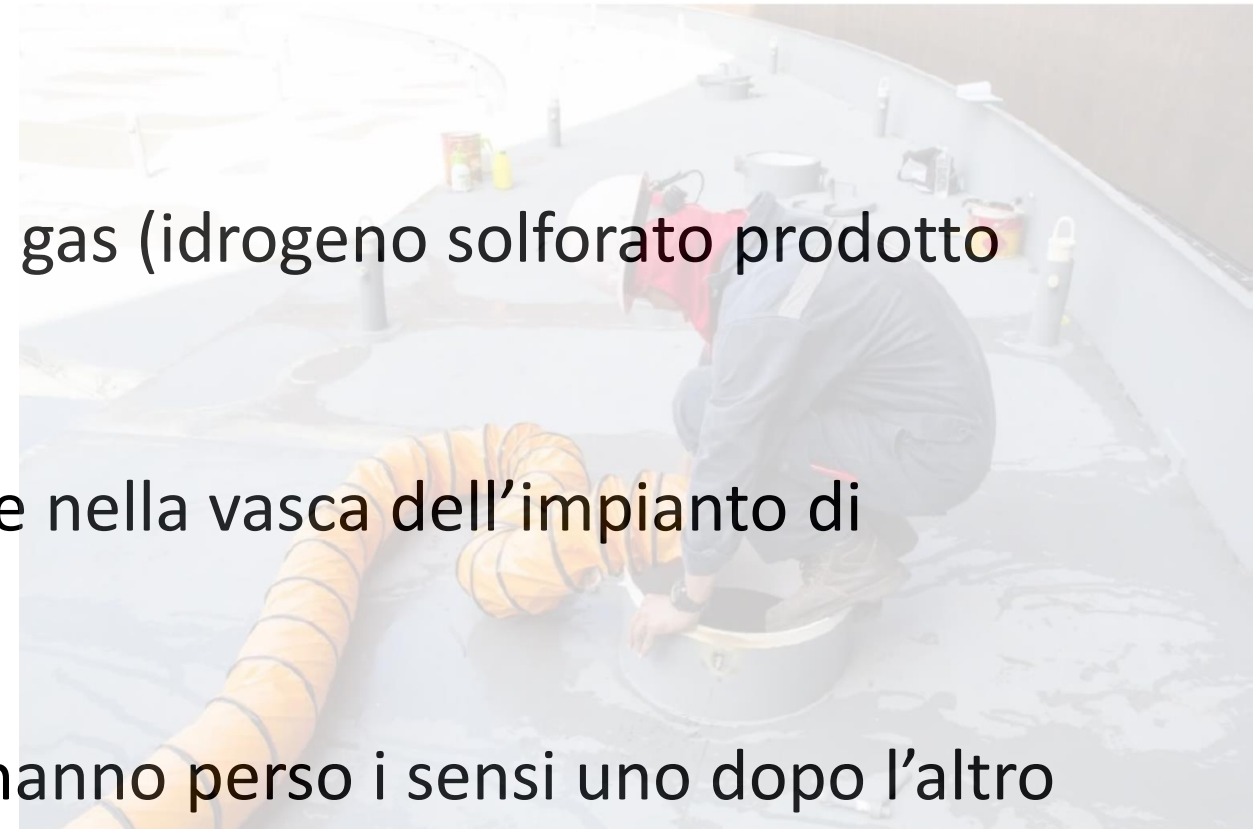 gas (idrogeno solforato prodotto
e nella vasca dell’impianto di
hanno perso i sensi uno dopo l’altro